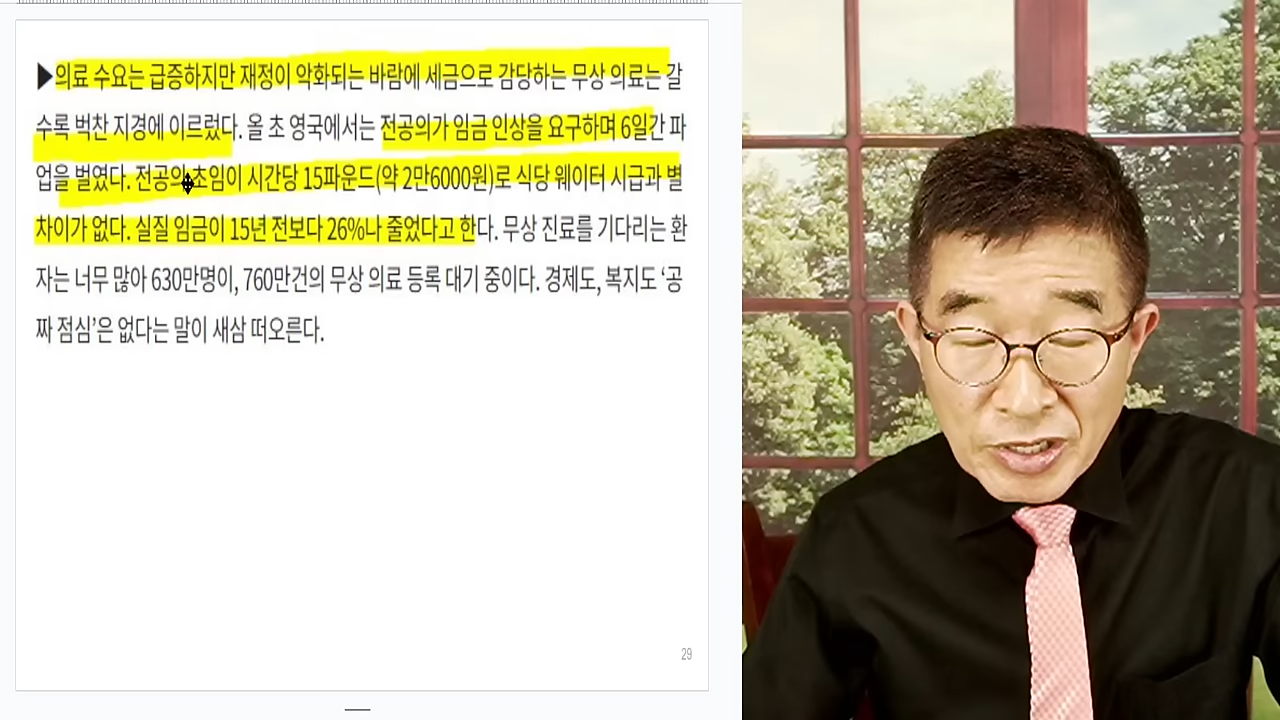 ▶의료 수요는 급증하지만 재정이 악화되는 바람에 세금으로 감당하는 무상 의료는 갈
수록 벅찬 지경에 이르렀다. 올 초 영국에서는 전공의가 임금 인상을 요구하며 6일간 파
업을 벌였다. 전공의 초임이 시간당 15파운드(약 2만6000원)로 식당 웨이터 시급과 별
차이가 없다. 실질 임금이 15년 전보다 26%나 줄었다고 한다. 무상 진료를 기다리는 환
자는 너무 많아 630만명이, 760만건의 무상 의료 등록 대기 중이다. 경제도, 복지도 ‘공
짜 점심’은 없다는 말이 새삼 떠오른다.
29